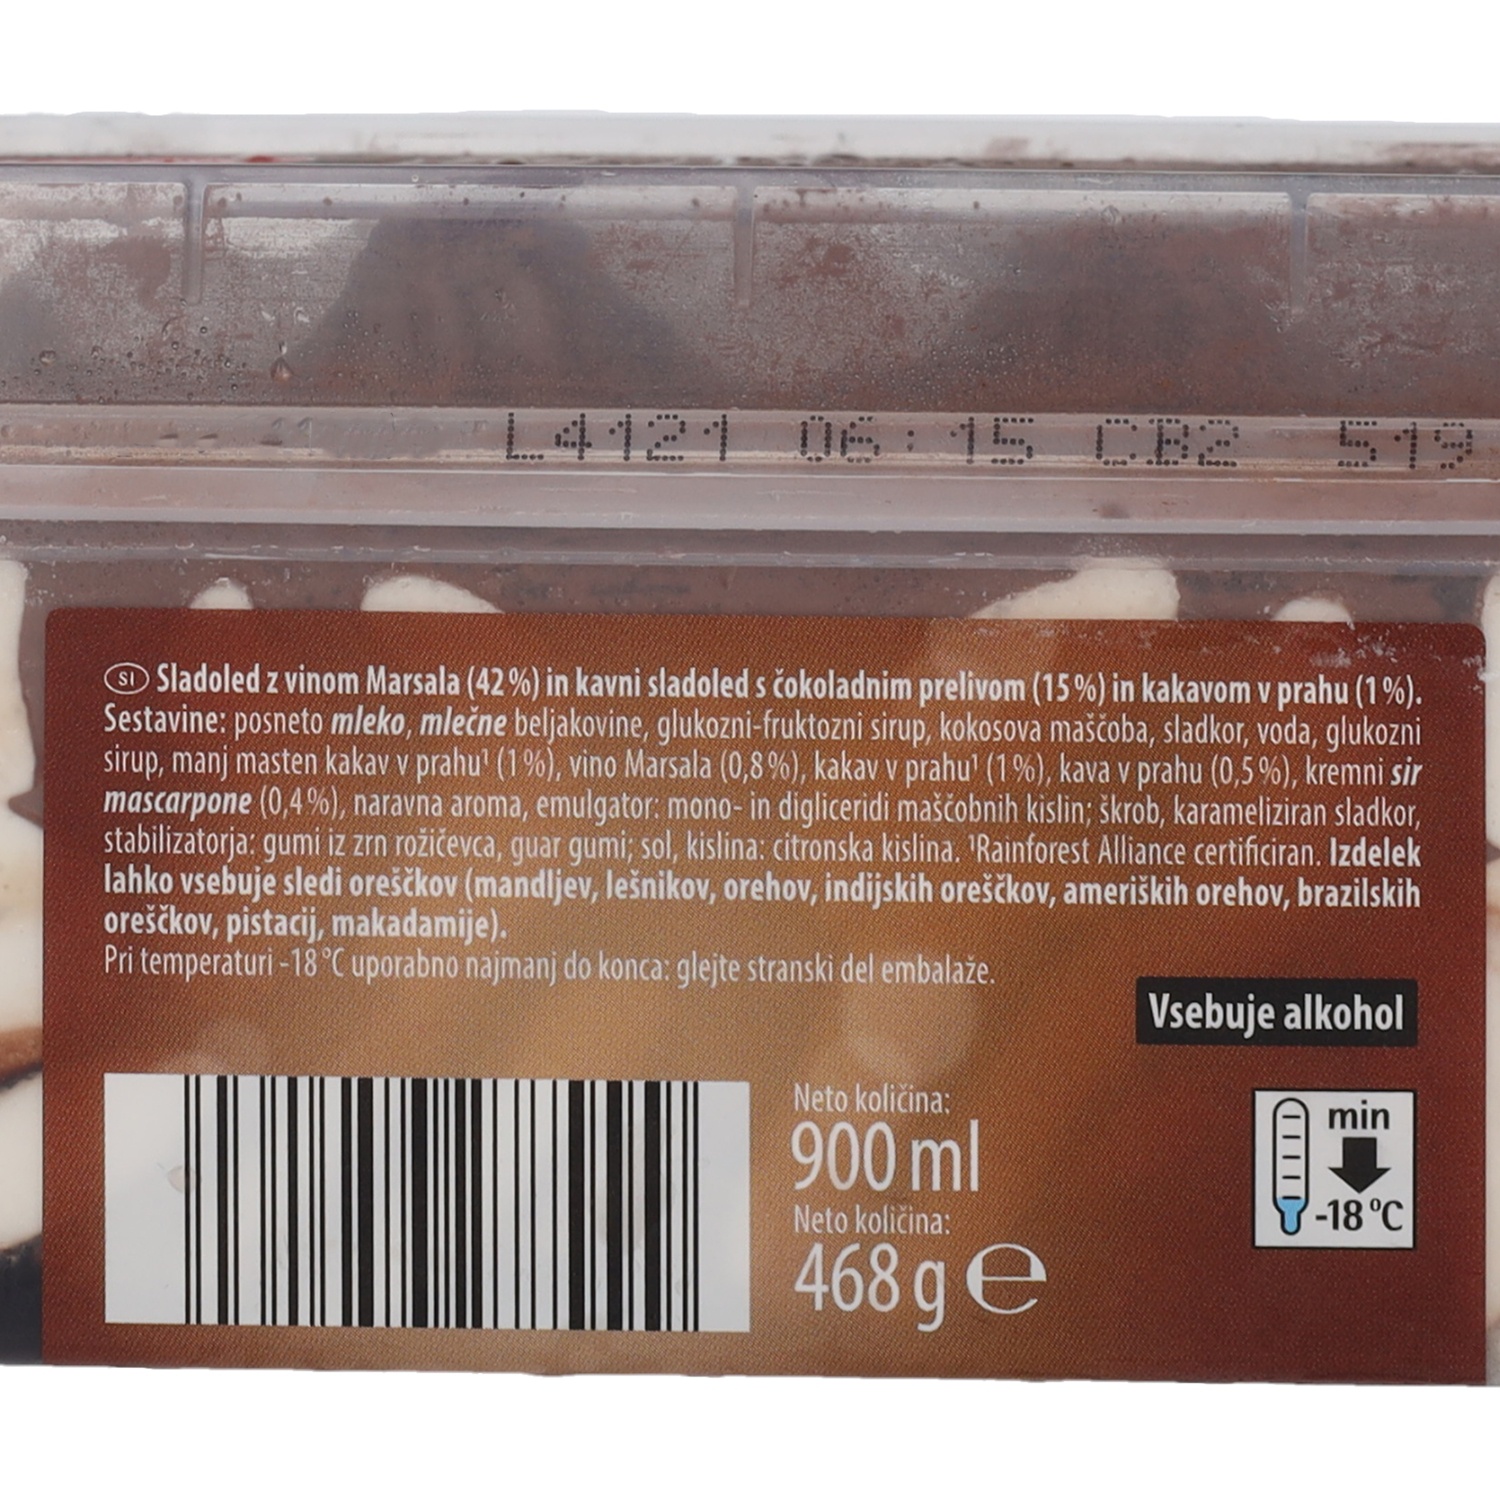 L4121 06:15 CB2 519
SI Sladoled z vinom Marsala (42%) in kavni sladoled s čokoladnim prelivom (15%) in kakavom v prahu (1%).
Sestavine: posneto mleko, mlečne beljakovine, glukozni-fruktozni sirup, kokosova maščoba, sladkor, voda, glukozni
sirup, manj masten kakav v prahu¹ (1%), vino Marsala (0,8%), kakav v prahu¹ (1%), kava v prahu (0,5%), kremni sir
mascarpone (0,4%), naravna aroma, emulgator: mono- in digliceridi maščobnih kislin; škrob, karameliziran sladkor,
stabilizatorja: gumi iz zrn rožičevca, guar gumi; sol, kislina: citronska kislina. ¹Rainforest Alliance certificiran. Izdelek
lahko vsebuje sledi oreščkov (mandljev, lešnikov, orehov, indijskih oreščkov, ameriških orehov, brazilskih
oreščkov, pistacij, makadamije).
Pri temperaturi -18°C uporabno najmanj do konca: glejte stranski del embalaže.
Vsebuje alkohol
Neto količina:
900 ml
Neto količina:
468 g e
min
-18 °C